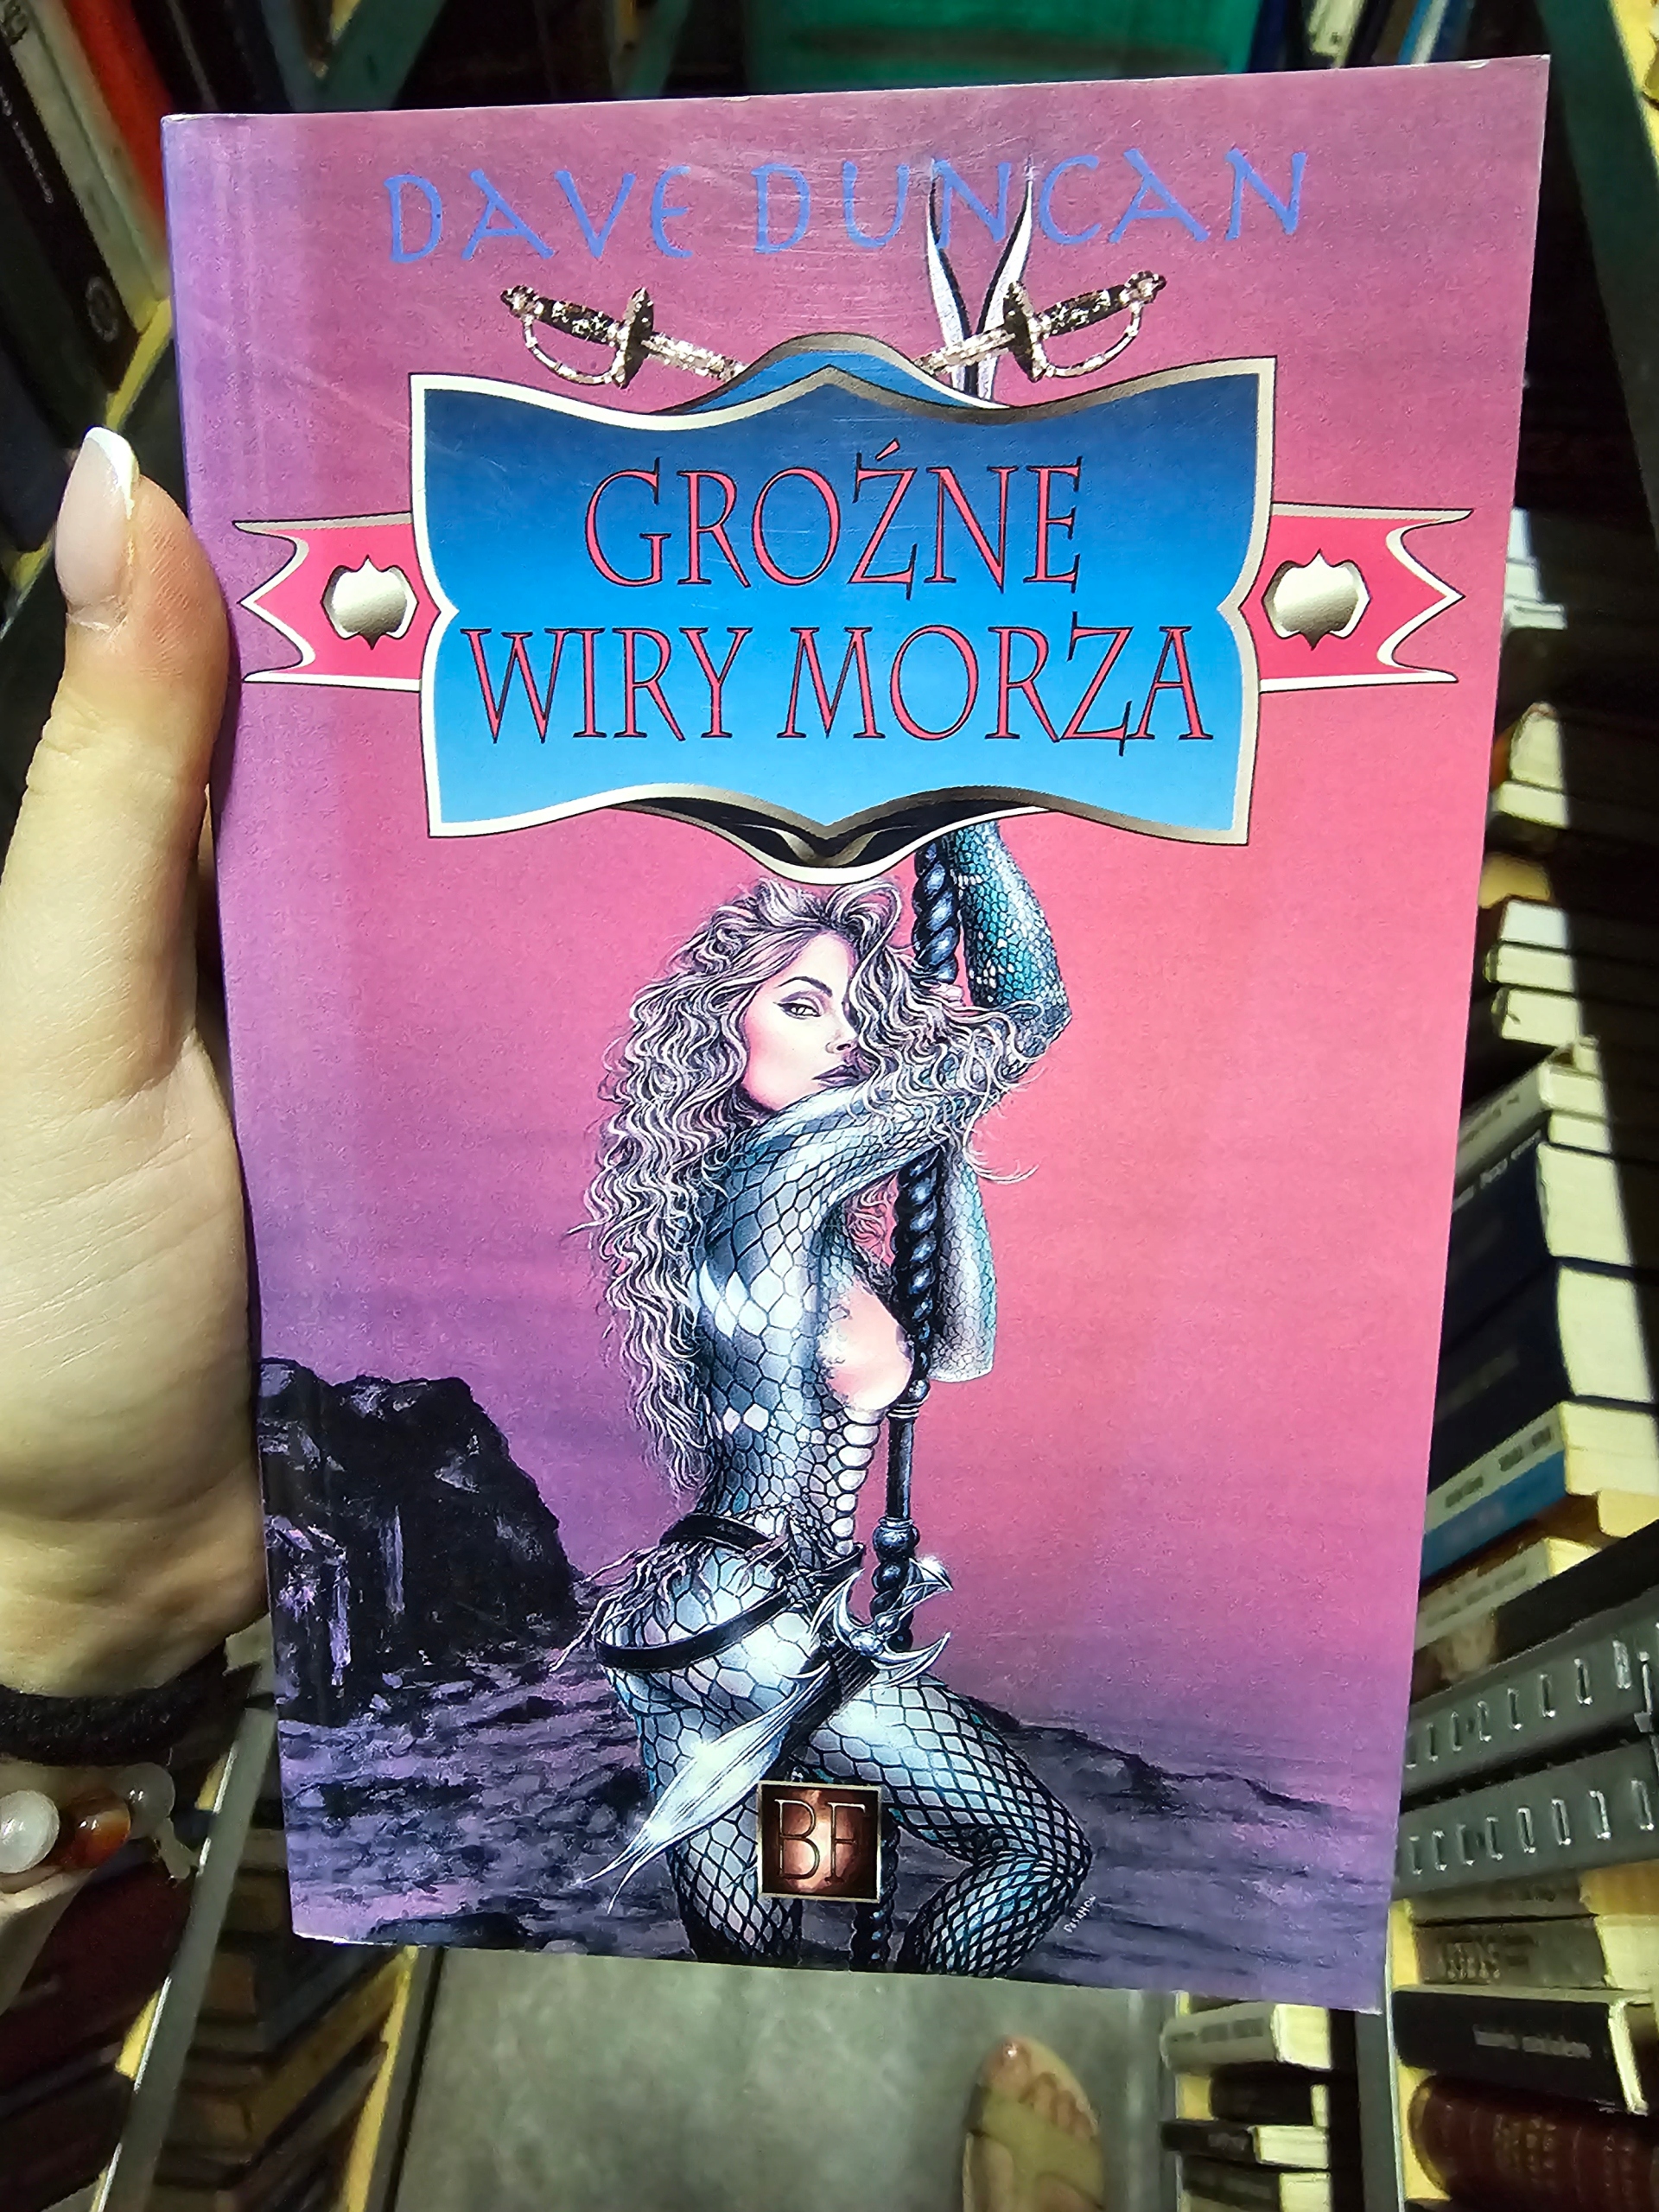 DAVE DUNCAN
GROŹNE
WIRY MORZA
BF